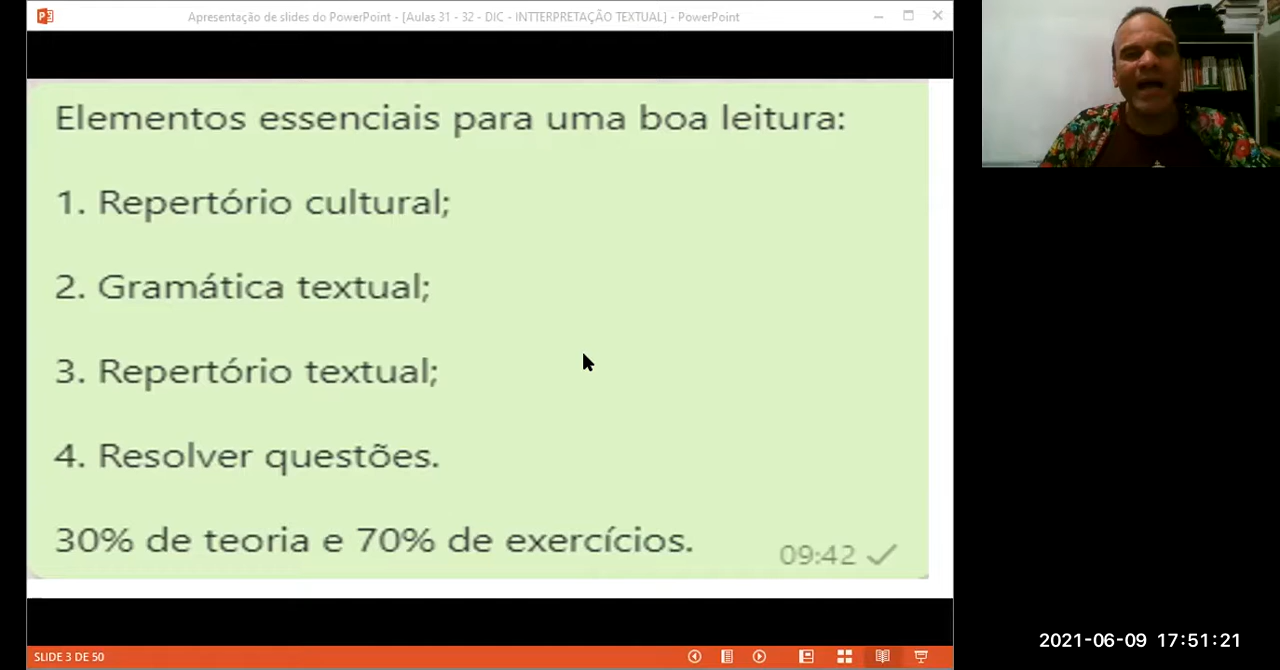 Apresentação de slides do PowerPoint - [Aulas 31 - 32 - DIC - INTTERPRETAÇÃO TEXTUAL] - PowerPoint
Elementos essenciais para uma boa leitura:
1. Repertório cultural;
2. Gramática textual;
3. Repertório textual;
4. Resolver questões.
30% de teoria e 70% de exercícios.
09:42
SLIDE 3 DE 50
2021-06-09 17:51:21